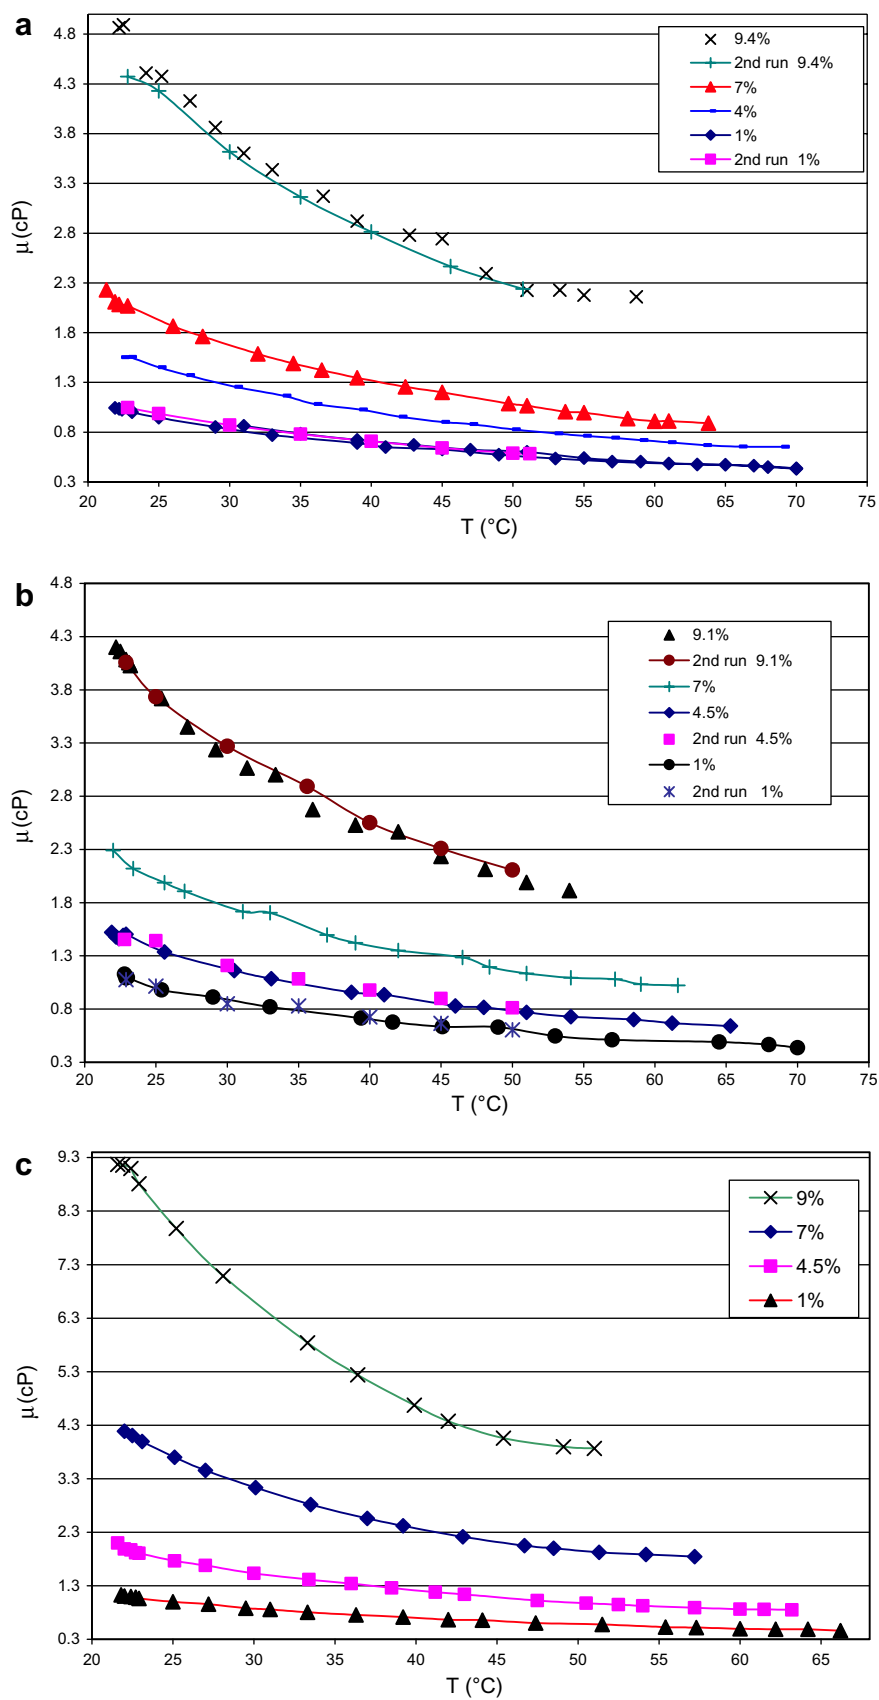 a
4.8
4.3
3.8
3.3
2.8
2.3
1.8
1.3
0.8
0.3
μ (cP)
9.4%
2nd run 9.4%
7%
4%
1%
2nd run 1%
20 25 30 35 40 45 50 55 60 65 70 75
T (°C)
b
4.8
4.3
3.8
3.3
2.8
2.3
1.8
1.3
0.8
0.3
μ (cP)
9.1%
2nd run 9.1%
7%
4.5%
2nd run 4.5%
1%
2nd run 1%
20 25 30 35 40 45 50 55 60 65 70 75
T (°C)
c
9.3
8.3
7.3
6.3
5.3
4.3
3.3
2.3
1.3
0.3
μ (cP)
9%
7%
4.5%
1%
20 25 30 35 40 45 50 55 60 65
T (°C)